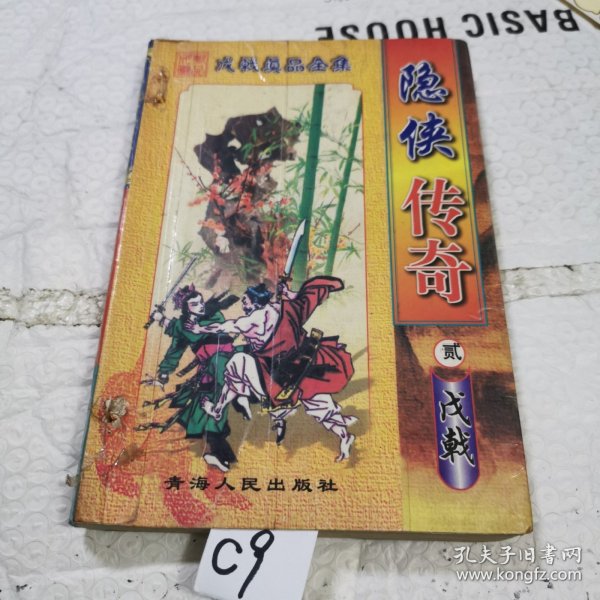 BASIC HOUSE
戊戟真品全集
隐侠
传奇
贰
戊戟
青海人民出版社
C9
孔夫子旧书网
www.kongfz.com